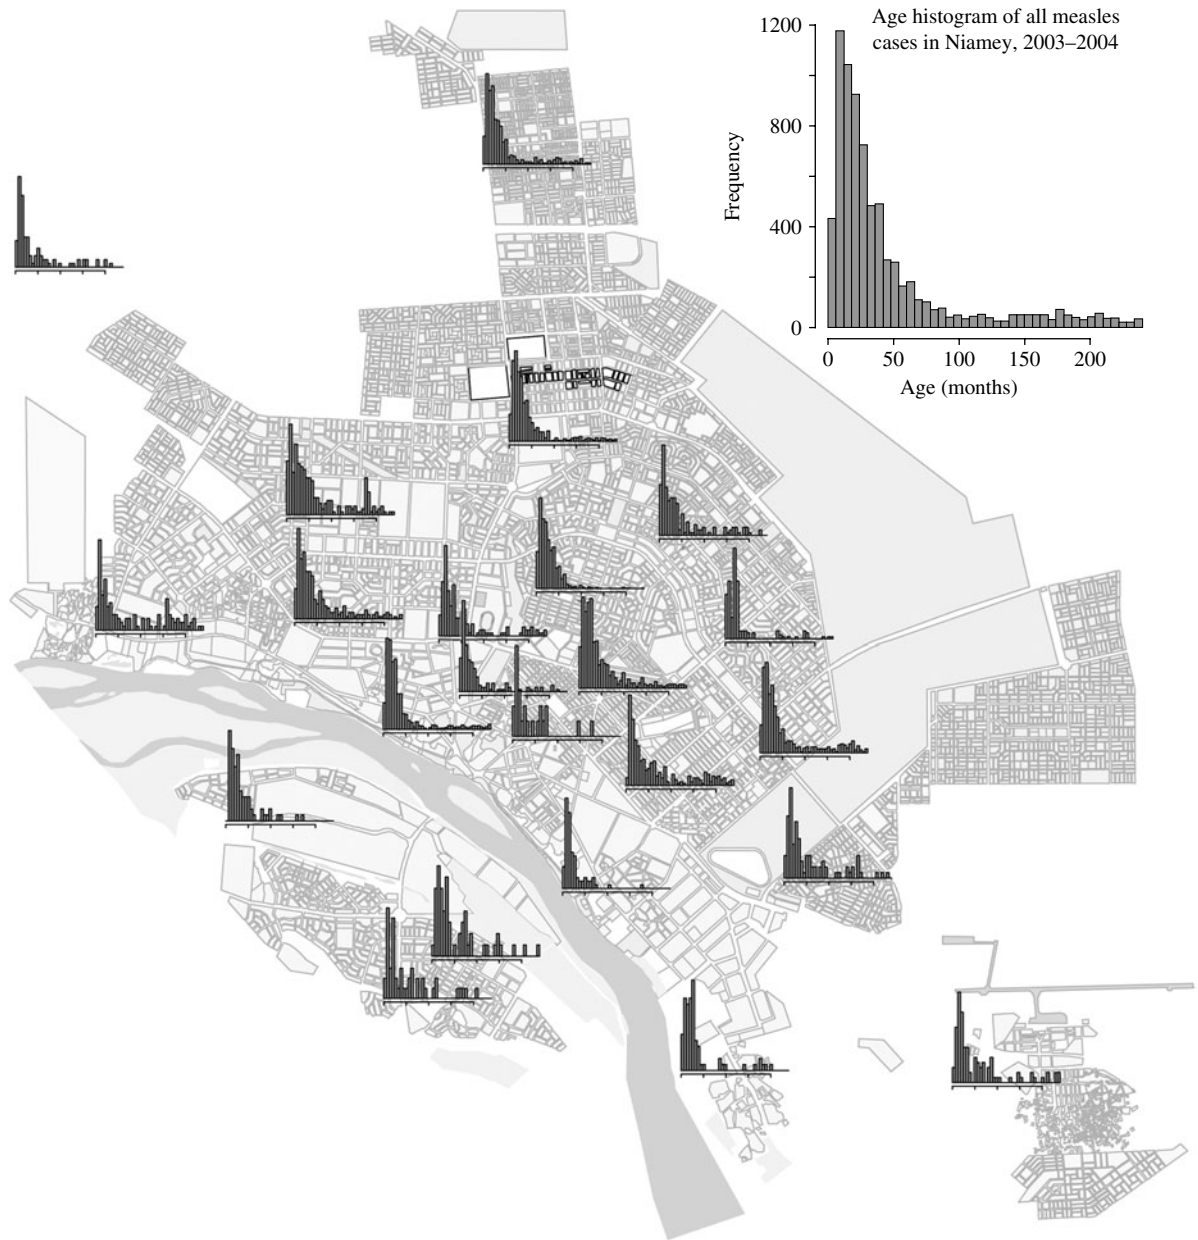 Age histogram of all measles
cases in Niamey, 2003–2004
1200
800
400
0
Frequency
0 50 100 150 200
Age (months)